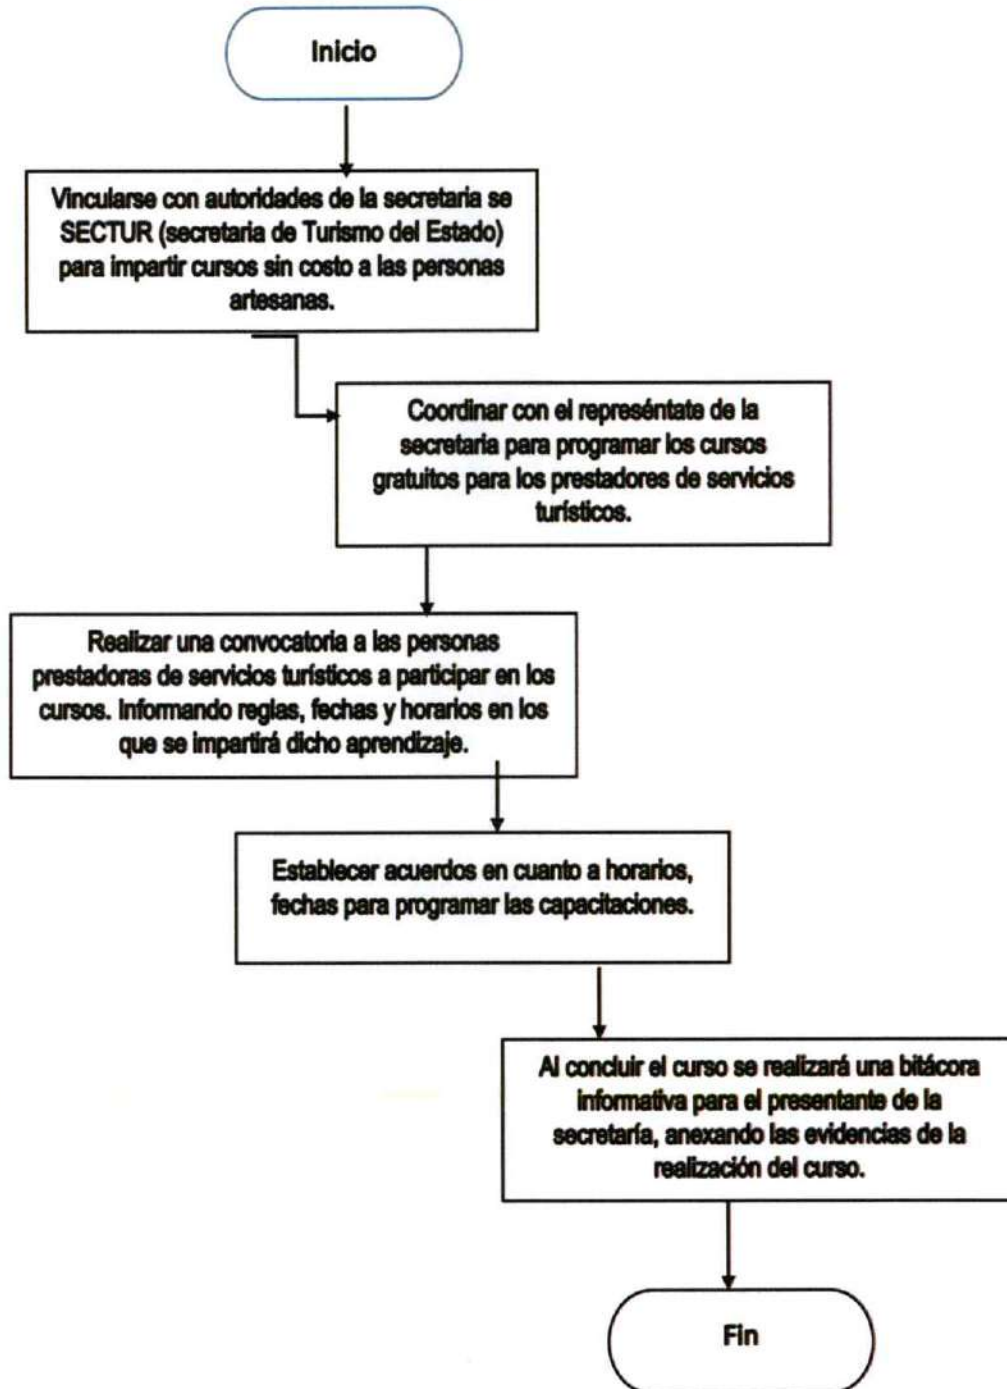 Inicio
Vincularse con autoridades de la secretaria se
SECTUR (secretaria de Turismo del Estado)
para impartir cursos sin costo a las personas
artesanas.
Coordinar con el represéntate de la
secretaria para programar los cursos
gratuitos para los prestadores de servicios
turísticos.
Realizar una convocatoria a las personas
prestadoras de servicios turísticos a participar en los
cursos. Informando reglas, fechas y horarios en los
que se impartirá dicho aprendizaje.
Establecer acuerdos en cuanto a horarios,
fechas para programar las capacitaciones.
Al concluir el curso se realizará una bitácora
informativa para el presentante de la
secretaría, anexando las evidencias de la
realización del curso.
Fin